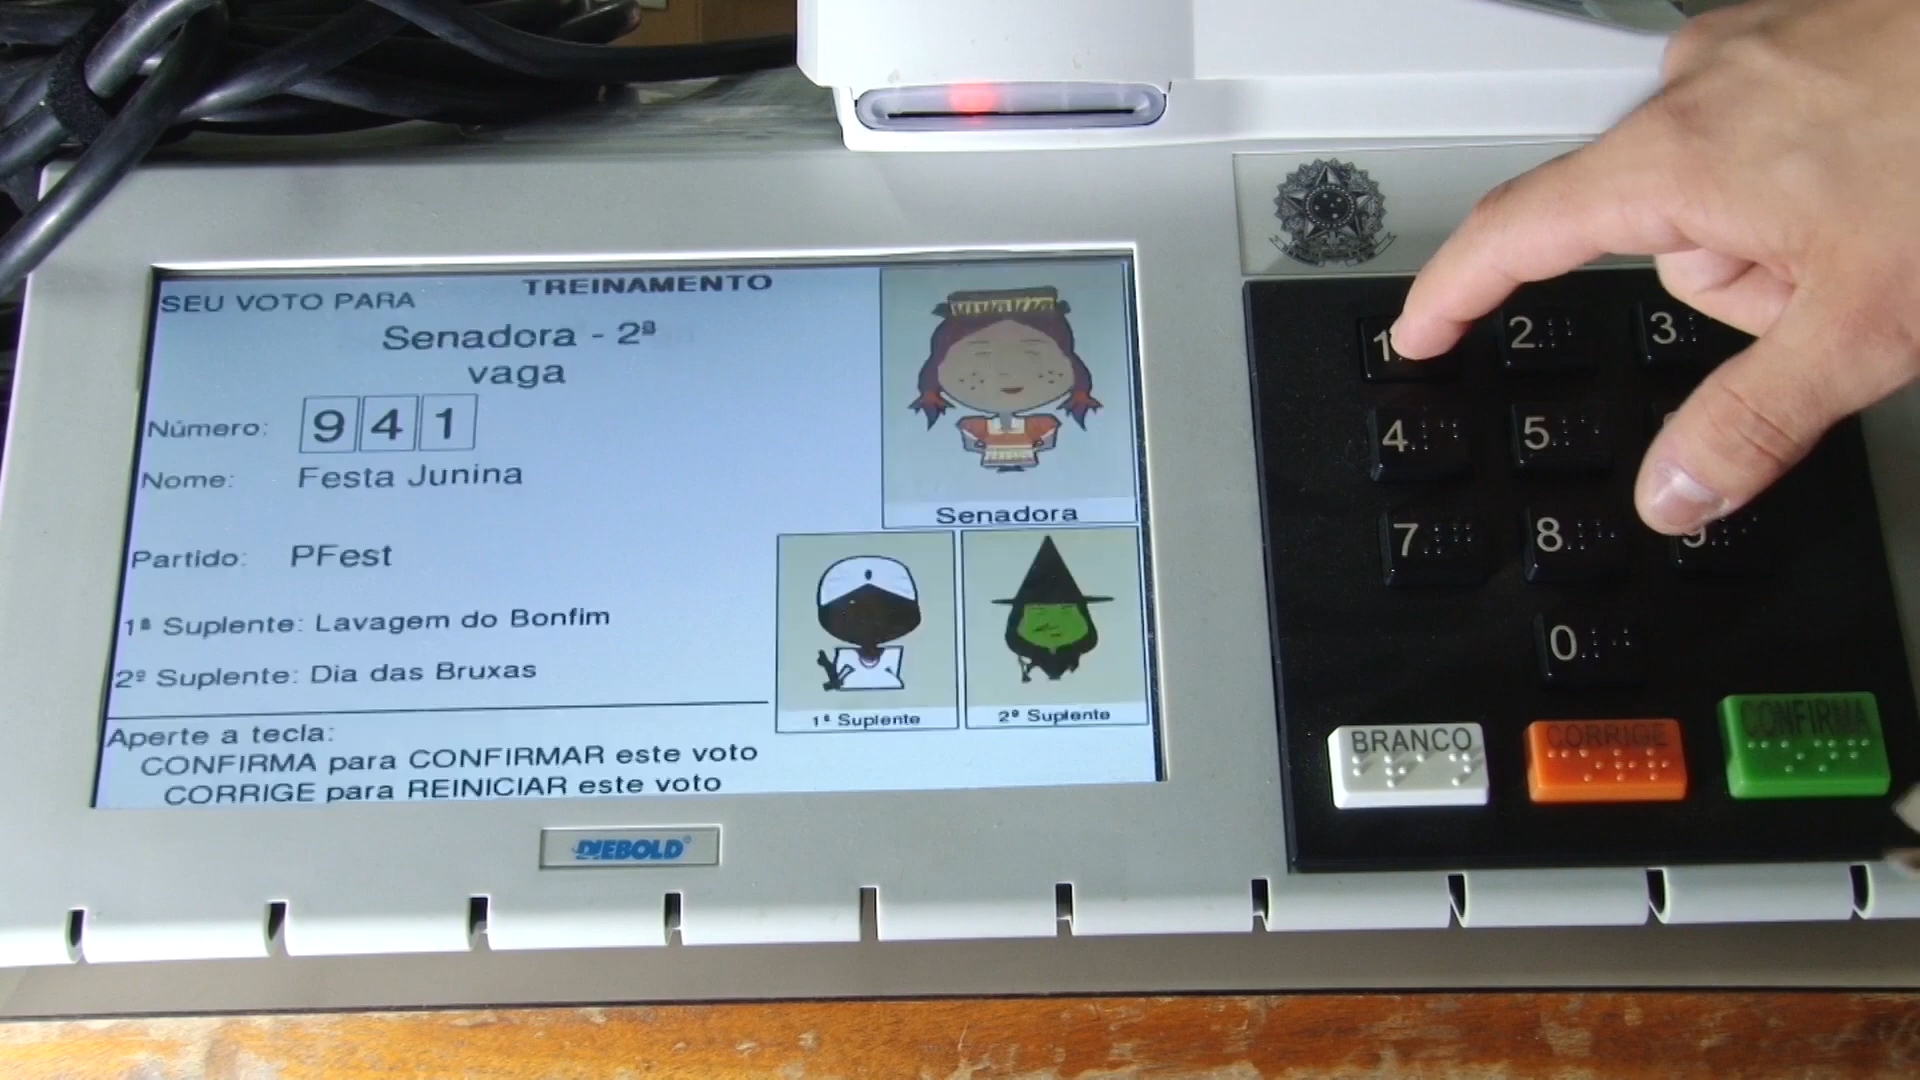 TREINAMENTO
SEU VOTO PARA
Senadora - 2ª
vaga
Número: 9 4 1
Nome: Festa Junina
Partido: PFest
1ª Suplente: Lavagem do Bonfim
2º Suplente: Dia das Bruxas
Aperte a tecla:
CONFIRMA para CONFIRMAR este voto
CORRIGE para REINICIAR este voto
Senadora
1ª Suplente
2º Suplente
DIEBOLD
1 2 3
4 5
7 8 9
0
BRANCO CORRIGE CONFIRMA